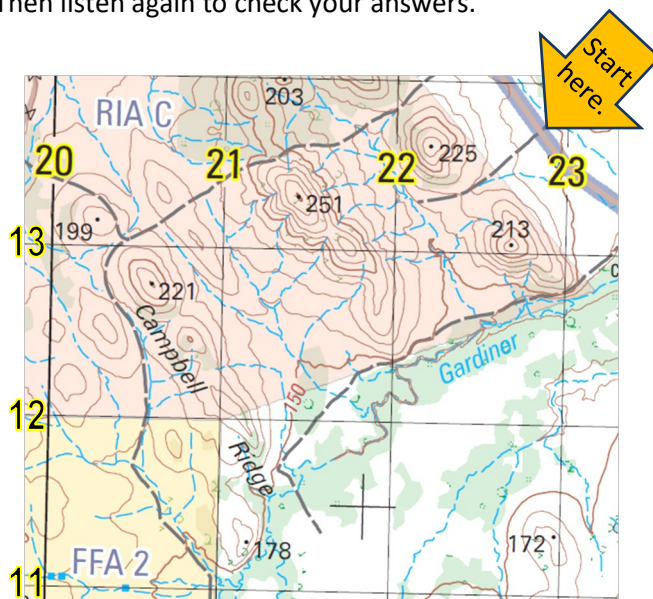 Then listen again to check your answers.
Start
here.
203
RIA C
20
21
22
225
23
251
199
213
13
221
Campbell
Gardiner
150
12
Ridge
172
178
FFA 2
11